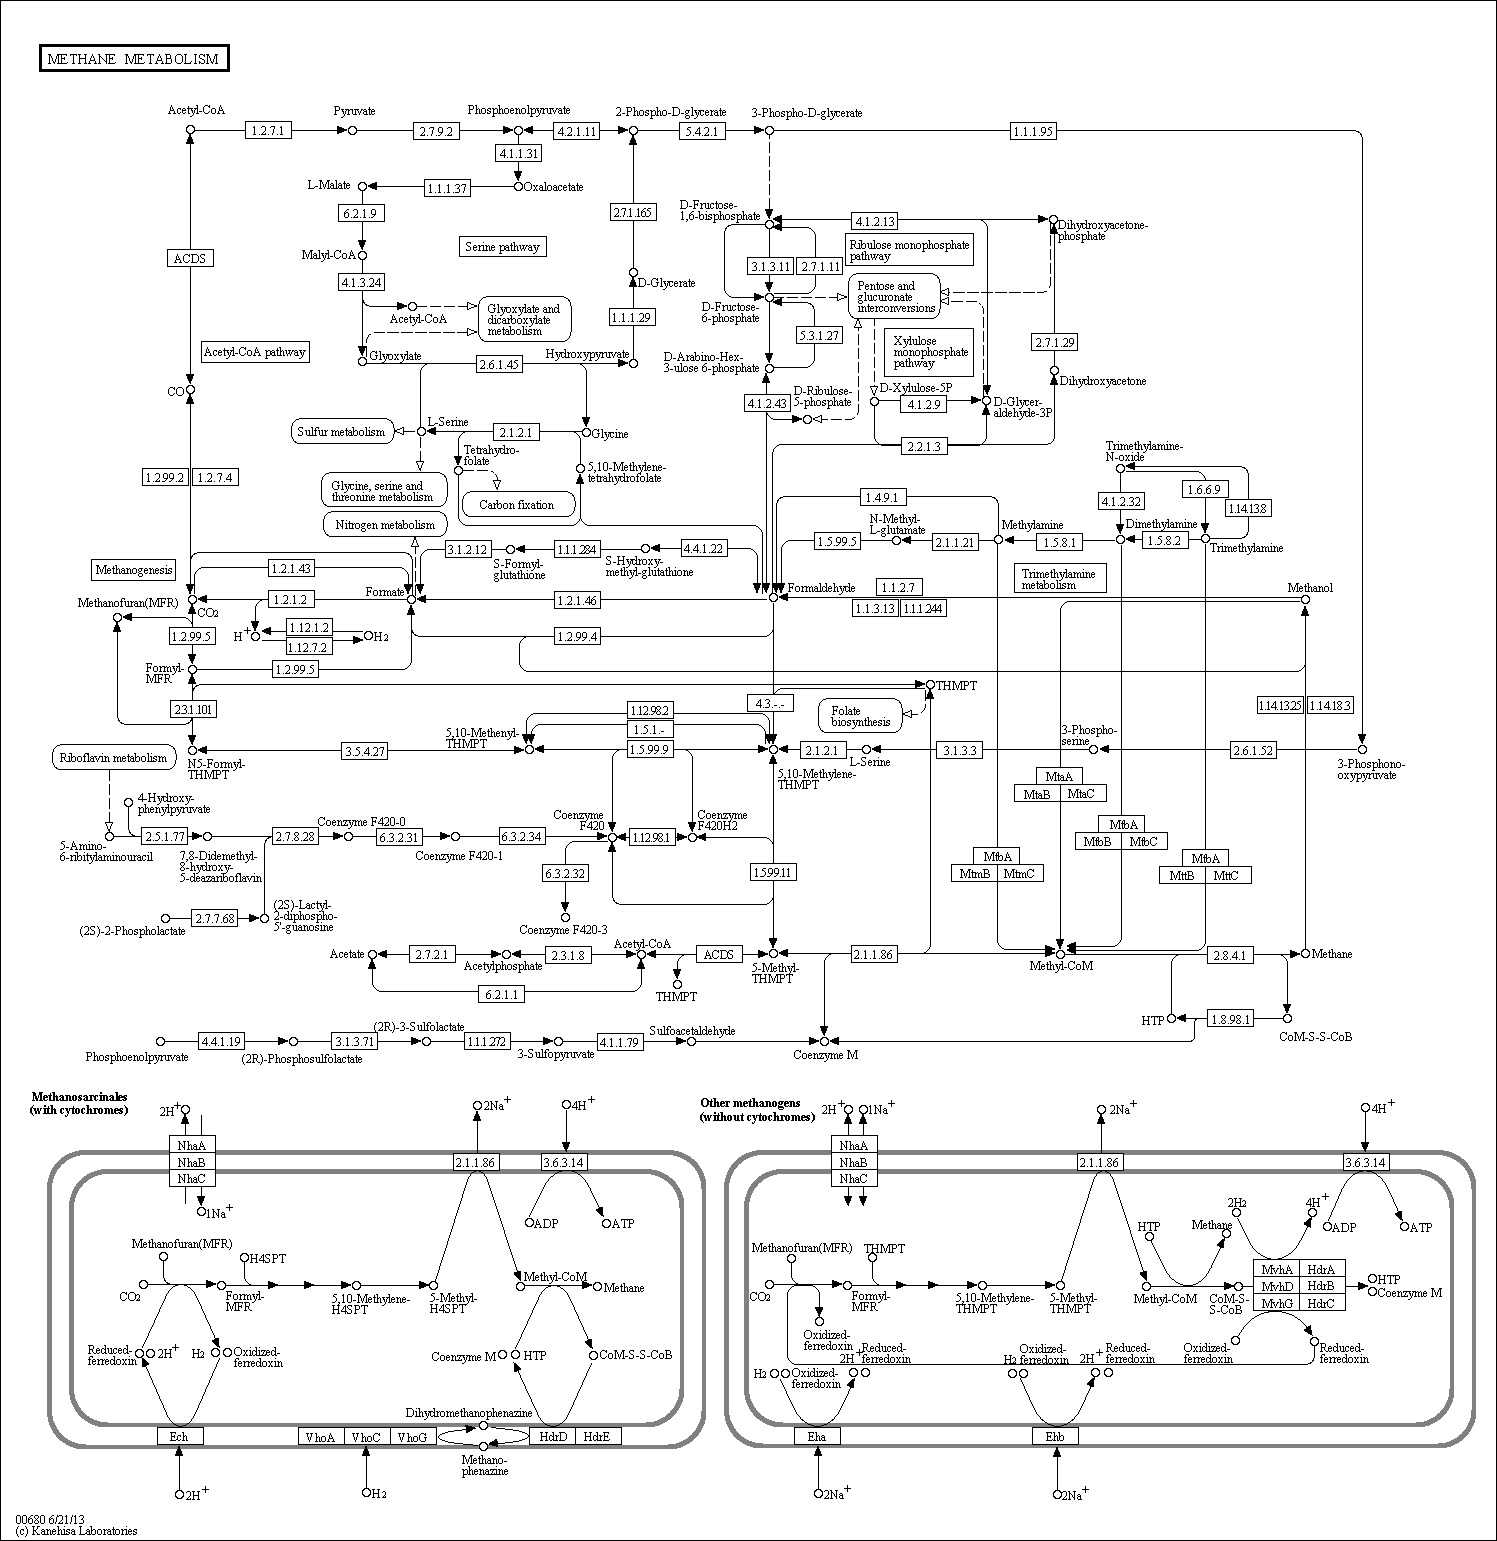 METHANE METABOLISM
Acetyl-CoA
Pyruvate
Phosphoenolpyruvate
2-Phospho-D-glycerate
3-Phospho-D-glycerate
1.2.7.1
2.7.9.2
4.2.1.11
5.4.2.1
1.1.1.95
4.1.1.31
L-Malate
1.1.1.37
Oxaloacetate
6.2.1.9
2.7.1.165
D-Fructose-
1,6-bisphosphate
4.1.2.13
Dihydroxyacetone-
phosphate
Serine pathway
Ribulose monophosphate
pathway
ACDS
Malyl-CoA
4.1.3.24
3.1.3.11
2.7.1.11
D-Glycerate
Pentose and
glucuronate
interconversions
Acetyl-CoA
Glyoxylate and
dicarboxylate
metabolism
1.1.1.29
D-Fructose-
6-phosphate
5.3.1.27
Xylulose
monophosphate
pathway
2.7.1.29
Acetyl-CoA pathway
Glyoxylate
2.6.1.45
Hydroxypyruvate
D-Arabino-Hex-
3-ulose 6-phosphate
Dihydroxyacetone
CO
4.1.2.43
D-Ribulose-
5-phosphate
D-Xylulose-5P
4.1.2.9
D-Glycer-
aldehyde-3P
Sulfur metabolism
L-Serine
2.1.2.1
Glycine
2.2.1.3
Tetrahydro-
folate
5,10-Methylene-
tetrahydrofolate
Trimethylamine-
N-oxide
1.2.99.2
1.2.7.4
Glycine, serine and
threonine metabolism
Carbon fixation
1.4.9.1
4.1.2.32
1.6.6.9
1.14.13.8
Nitrogen metabolism
N-Methyl-
L-glutamate
Methylamine
Dimethylamine
3.1.2.12
1.1.1.284
4.4.1.22
1.5.99.5
2.1.1.21
1.5.8.1
1.5.8.2
Trimethylamine
S-Formyl-
glutathione
S-Hydroxy-
methyl-glutathione
Methanogenesis
1.2.1.43
Trimethylamine
metabolism
Methanofuran(MFR)
CO2
1.2.1.2
Formate
1.2.1.46
Formaldehyde
1.1.2.7
1.1.3.13
1.1.1.244
Methanol
1.2.99.5
H+
1.12.1.2
1.12.7.2
H2
1.2.99.4
Formyl-
MFR
1.2.99.5
THMPT
2.3.1.101
1.12.98.2
4.3.-.-
Folate
biosynthesis
1.14.13.25
1.14.18.3
5,10-Methenyl-
THMPT
1.5.1.-
3-Phospho-
serine
Riboflavin metabolism
3.5.4.27
1.5.99.9
2.1.2.1
3.1.3.3
2.6.1.52
N5-Formyl-
THMPT
5,10-Methylene-
THMPT
L-Serine
3-Phosphono-
oxypyruvate
MtaA
MtaB
MtaC
4-Hydroxy-
phenylpyruvate
Coenzyme F420-0
Coenzyme
F420
Coenzyme
F420H2
2.5.1.77
2.7.8.28
6.3.2.31
6.3.2.34
1.12.98.1
MtbA
MtbB
MtbC
5-Amino-
6-ribitylaminouracil
7,8-Didemethyl-
8-hydroxy-
5-deazariboflavin
Coenzyme F420-1
6.3.2.32
1.5.99.11
MtbA
MtmB
MtmC
MtbA
MttB
MttC
2.7.7.68
(2S)-2-Phospholactate
(2S)-Lactyl-
2-diphospho-
5'-guanosine
Coenzyme F420-3
Acetate
2.7.2.1
Acetylphosphate
2.3.1.8
Acetyl-CoA
ACDS
5-Methyl-
THMPT
2.1.1.86
Methyl-CoM
2.8.4.1
Methane
6.2.1.1
THMPT
HTP
1.8.98.1
CoM-S-S-CoB
Phosphoenolpyruvate
4.4.1.19
(2R)-Phosphosulfolactate
3.1.3.71
(2R)-3-Sulfolactate
1.1.1.272
3-Sulfopyruvate
4.1.1.79
Sulfoacetaldehyde
Coenzyme M
Methanosarcinales
(with cytochromes)
2H+
2Na+
4H+
NhaA
NhaB
NhaC
2.1.1.86
3.6.3.14
1Na+
ADP
ATP
Methanofuran(MFR)
H4SPT
CO2
Formyl-
MFR
5,10-Methylene-
H4SPT
5-Methyl-
H4SPT
Methyl-CoM
Methane
Reduced-
ferredoxin
2H+
H2
Oxidized-
ferredoxin
Coenzyme M
HTP
CoM-S-S-CoB
Dihydromethanophenazine
Ech
VhoA
VhoC
VhoG
HdrD
HdrE
Methano-
phenazine
2H+
H2
Other methanogens
(without cytochromes)
2H+
1Na+
2Na+
4H+
NhaA
NhaB
NhaC
2.1.1.86
3.6.3.14
HTP
Methane
2H2
4H+
ADP
ATP
Methanofuran(MFR)
THMPT
CO2
Formyl-
MFR
5,10-Methylene-
THMPT
5-Methyl-
THMPT
Methyl-CoM
CoM-S-
S-CoB
MvhA
HdrA
MvhD
HdrB
MvhG
HdrC
HTP
Coenzyme M
Oxidized-
ferredoxin
H2
Oxidized-
ferredoxin
2H+
Reduced-
ferredoxin
H2
Oxidized-
ferredoxin
2H+
Reduced-
ferredoxin
Oxidized-
ferredoxin
Reduced-
ferredoxin
Eha
Ehb
2Na+
2Na+
00680 6/21/13
(c) Kanehisa Laboratories